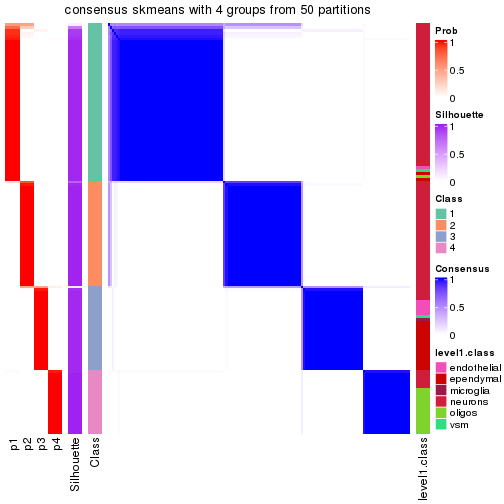 consensus skmeans with 4 groups from 50 partitions
Prob
1
0.5
0
Silhouette
1
0.5
0
Class
1
2
3
4
Consensus
1
0.5
0
level1.class
endothelial
ependymal
microglia
neurons
oligos
vsm
p1
p2
p3
p4
Silhouette
Class
level1.class